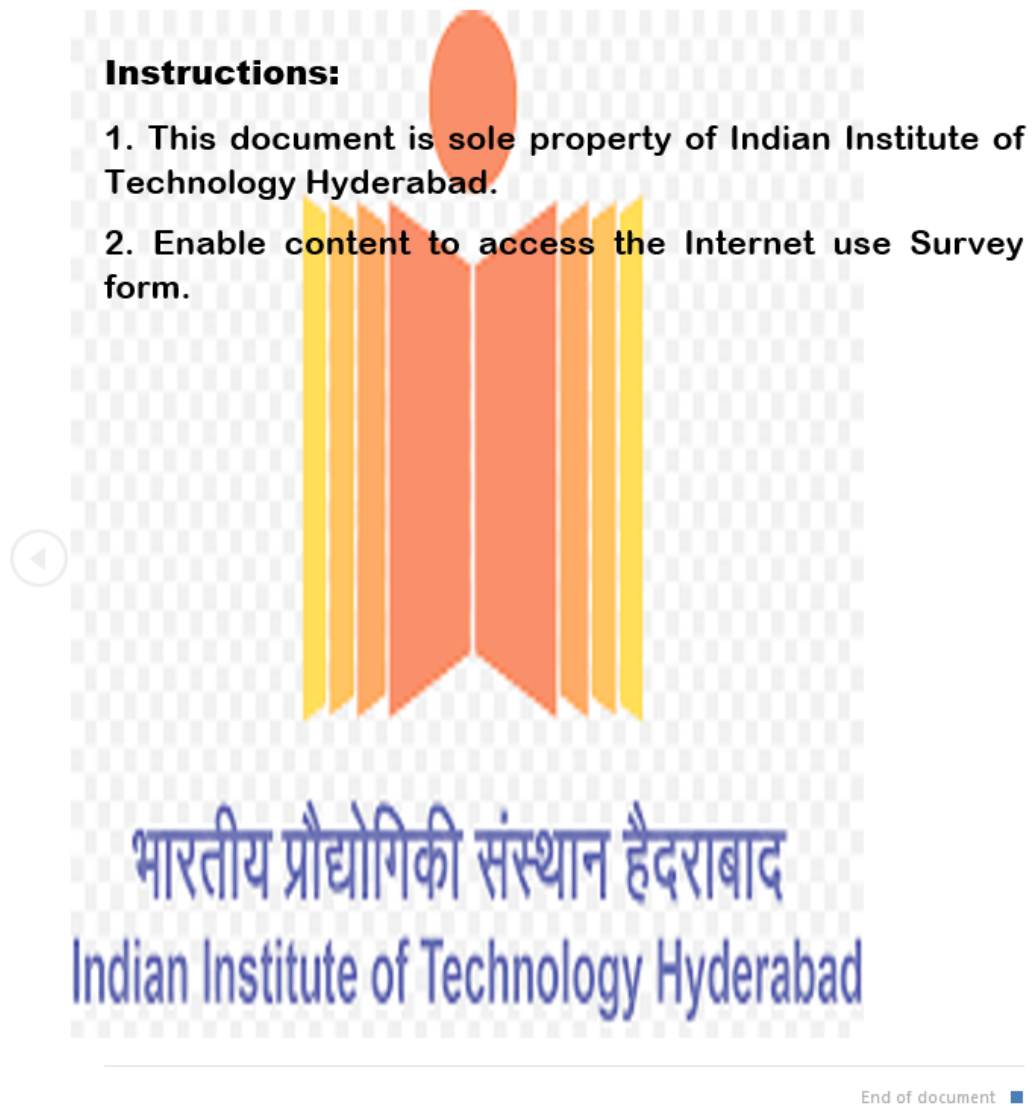 Instructions:
1. This document is sole property of Indian Institute of
Technology Hyderabad.
2. Enable content to access the Internet use Survey
form.
भारतीय प्रौद्योगिकी संस्थान हैदराबाद
Indian Institute of Technology Hyderabad
End of document